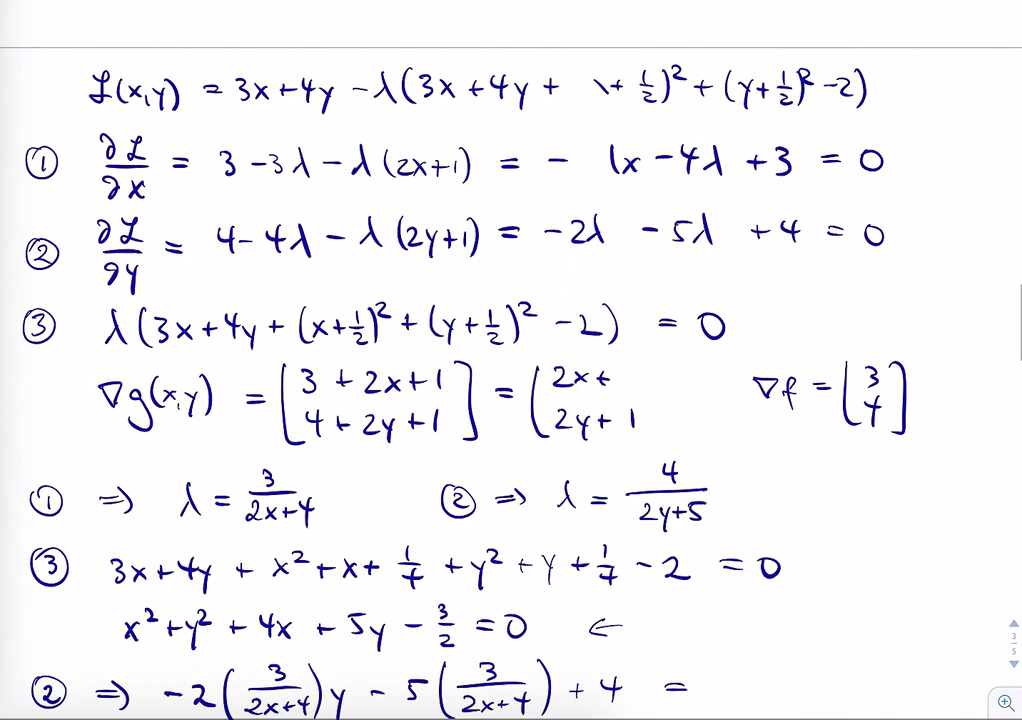 ℒ(x,y) = 3x+4y - λ(3x+4y + \+ 1/2)² + (y+1/2)² -2)
① ∂ℒ/∂x = 3-3λ-λ(2x+1) = - lx-4λ+3 = 0
② ∂ℒ/∂y = 4-4λ-λ(2y+1) = -2λ -5λ +4 = 0
③ λ(3x+4y+(x+1/2)²+(y+1/2)² -2) = 0
∇g(x,y) = [3+2x+1 4+2y+1] = [2x+ 2y+ 1 ∇f = [3 4]
① ⇒ λ = 3/(2x+4) ② ⇒ λ = 4/(2y+5)
③ 3x+4y + x²+x+ 1/4 + y²+y+ 1/4 -2 = 0
x²+y²+4x+5y- 3/2 = 0 ←
② ⇒ -2(3/(2x+4))y - 5(3/(2x+4)) + 4 =
3
5